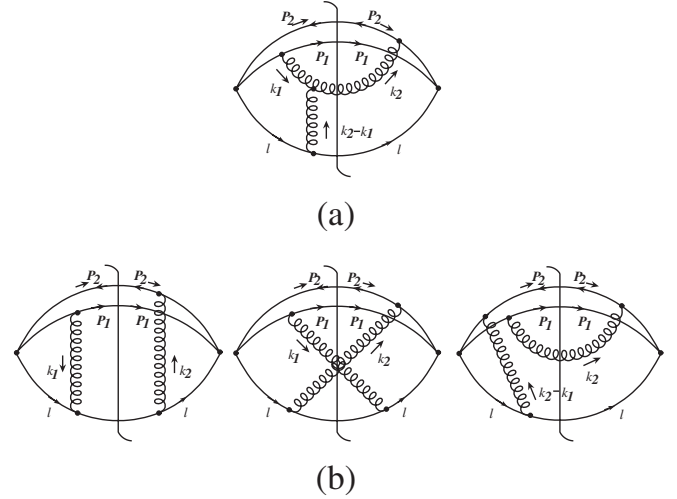 P2 P2
P1 P1
k1 k2
k2–k1
l l
(a)
P2 P2 P2 P2 P2 P2
P1 P1 P1 P1 P1 P1
k1 k2 k1 k2 k2
k2–k1
l l l l l l
(b)